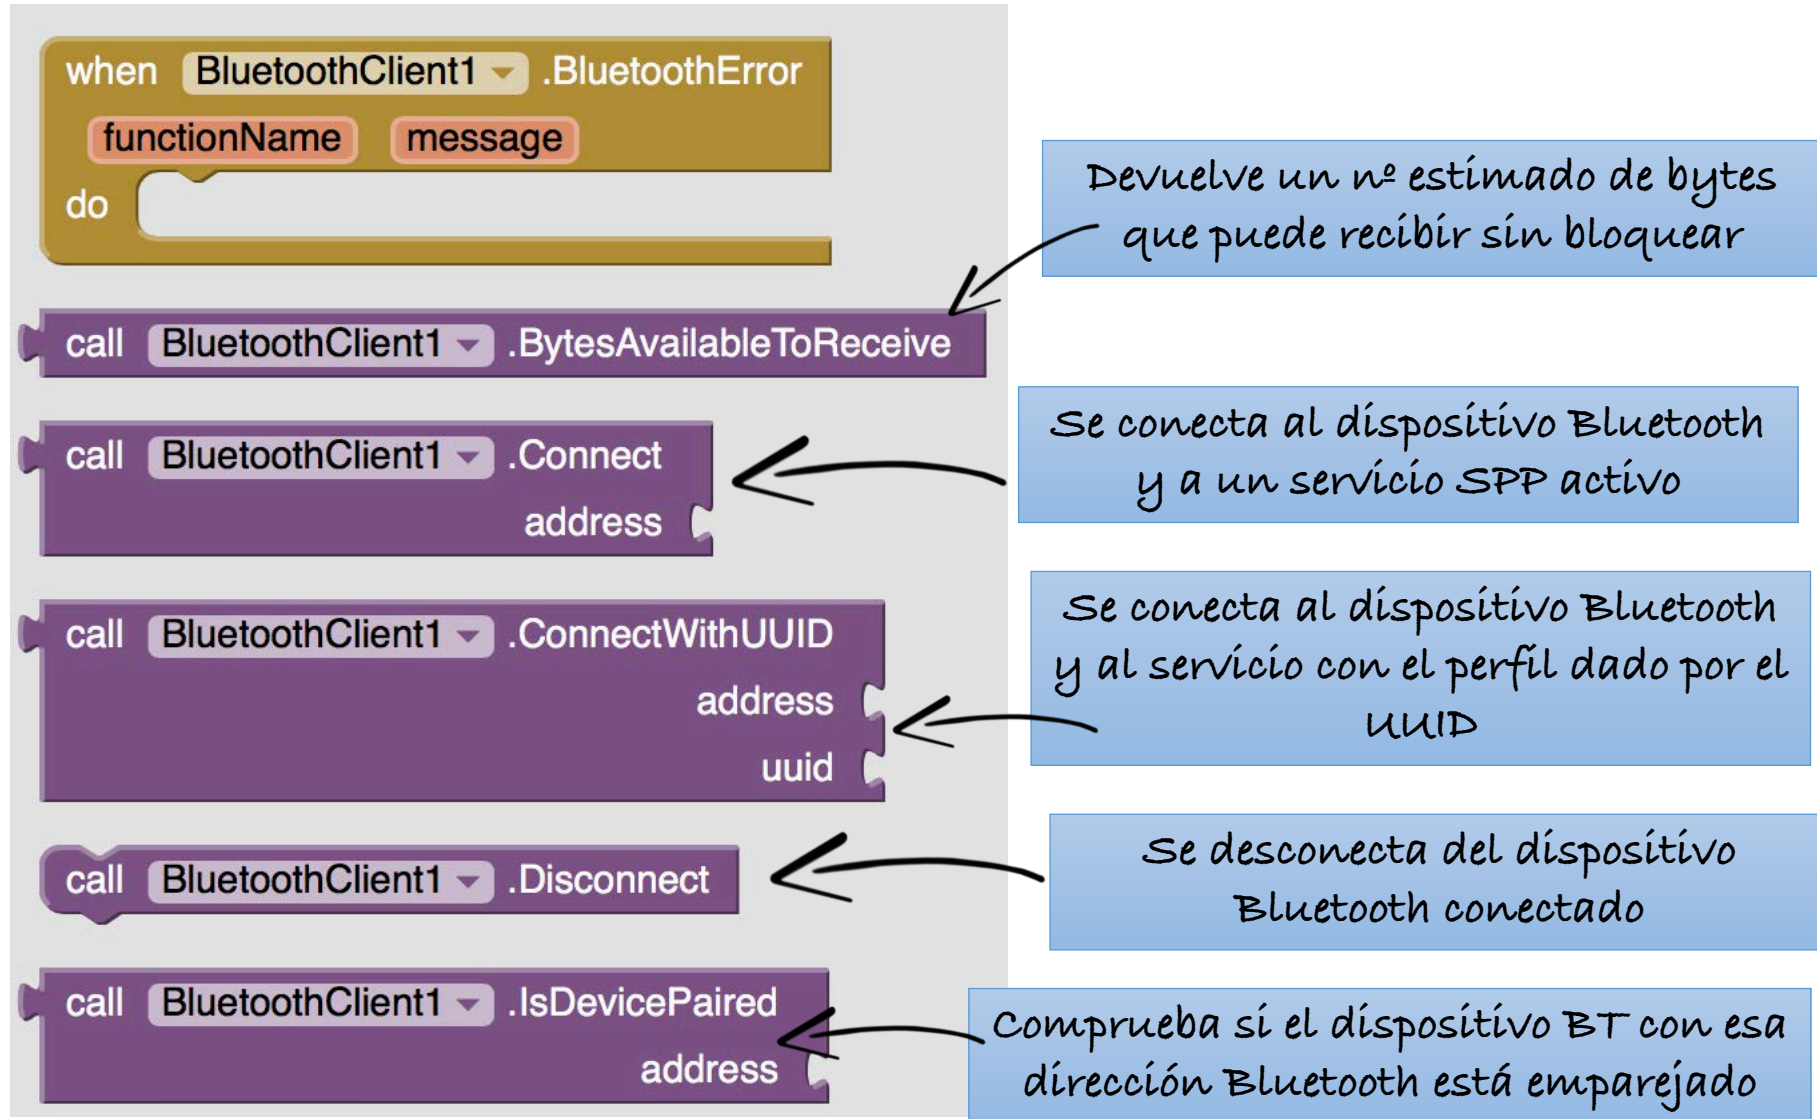 when BluetoothClient1 .BluetoothError
functionName message
do
Devuelve un nº estimado de bytes
que puede recibir sin bloquear
call BluetoothClient1 .BytesAvailableToReceive
call BluetoothClient1 .Connect
address
Se conecta al dispositivo Bluetooth
y a un servicio SPP activo
call BluetoothClient1 .ConnectWithUUID
address
uuid
Se conecta al dispositivo Bluetooth
y al servicio con el perfil dado por el
UUID
call BluetoothClient1 .Disconnect
Se desconecta del dispositivo
Bluetooth conectado
call BluetoothClient1 .IsDevicePaired
address
Comprueba si el dispositivo BT con esa
dirección Bluetooth está emparejado